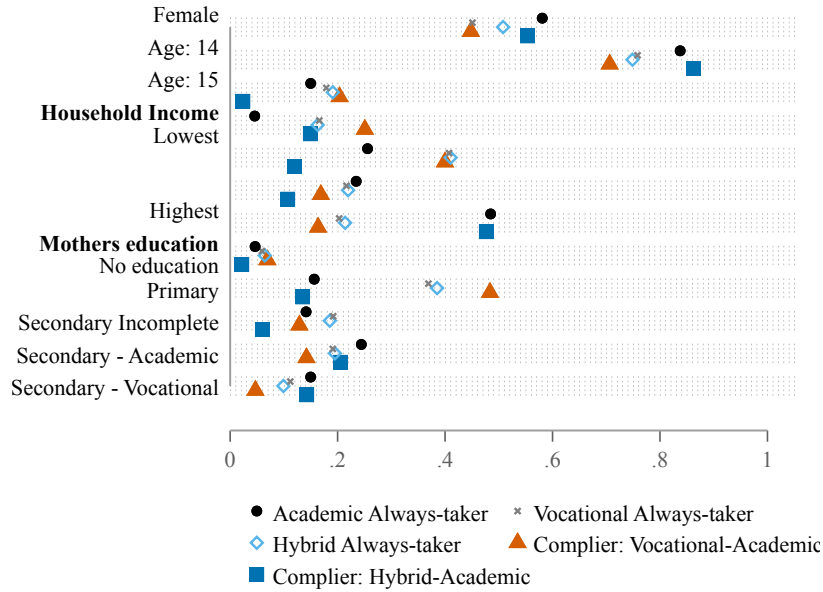 Female
Age: 14
Age: 15
Household Income
Lowest
Highest
Mothers education
No education
Primary
Secondary Incomplete
Secondary - Academic
Secondary - Vocational
0 .2 .4 .6 .8 1
Academic Always-taker Vocational Always-taker
Hybrid Always-taker Complier: Vocational-Academic
Complier: Hybrid-Academic